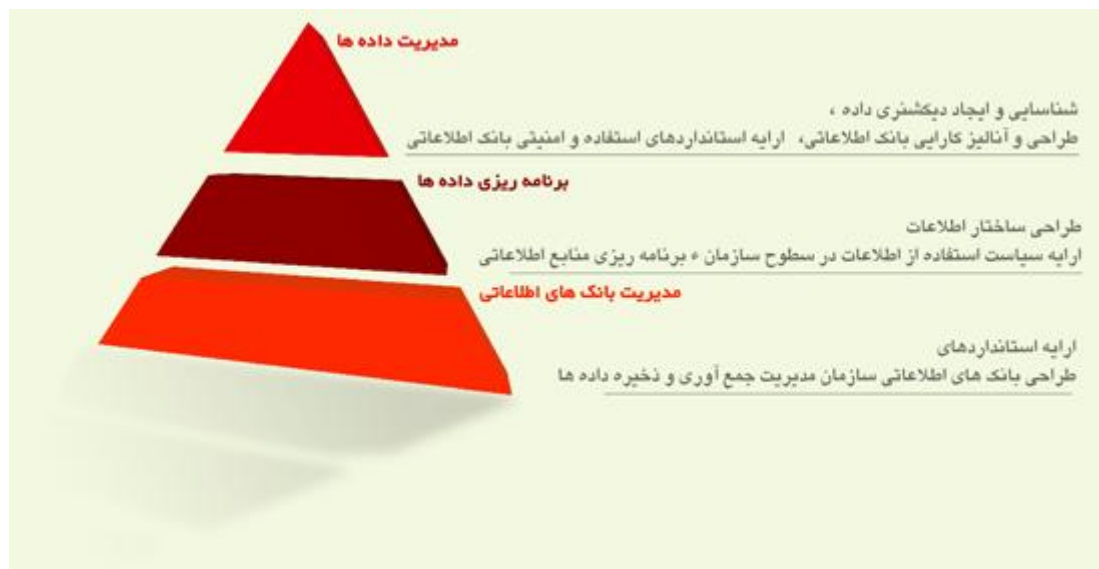 مدیریت داده ها
شناسایی و ایجاد دیکشنری داده ،
طراحی و آنالیز کارایی بانک اطلاعاتی، ارایه استانداردهای استفاده و امنیتی بانک اطلاعاتی
برنامه ریزی داده ها
طراحی ساختار اطلاعات
ارایه سیاست استفاده از اطلاعات در سطوح سازمان ء برنامه ریزی منابع اطلاعاتی
مدیریت بانک های اطلاعاتی
ارایه استانداردهای
طراحی بانک های اطلاعاتی سازمان مدیریت جمع آوری و ذخیره داده ها